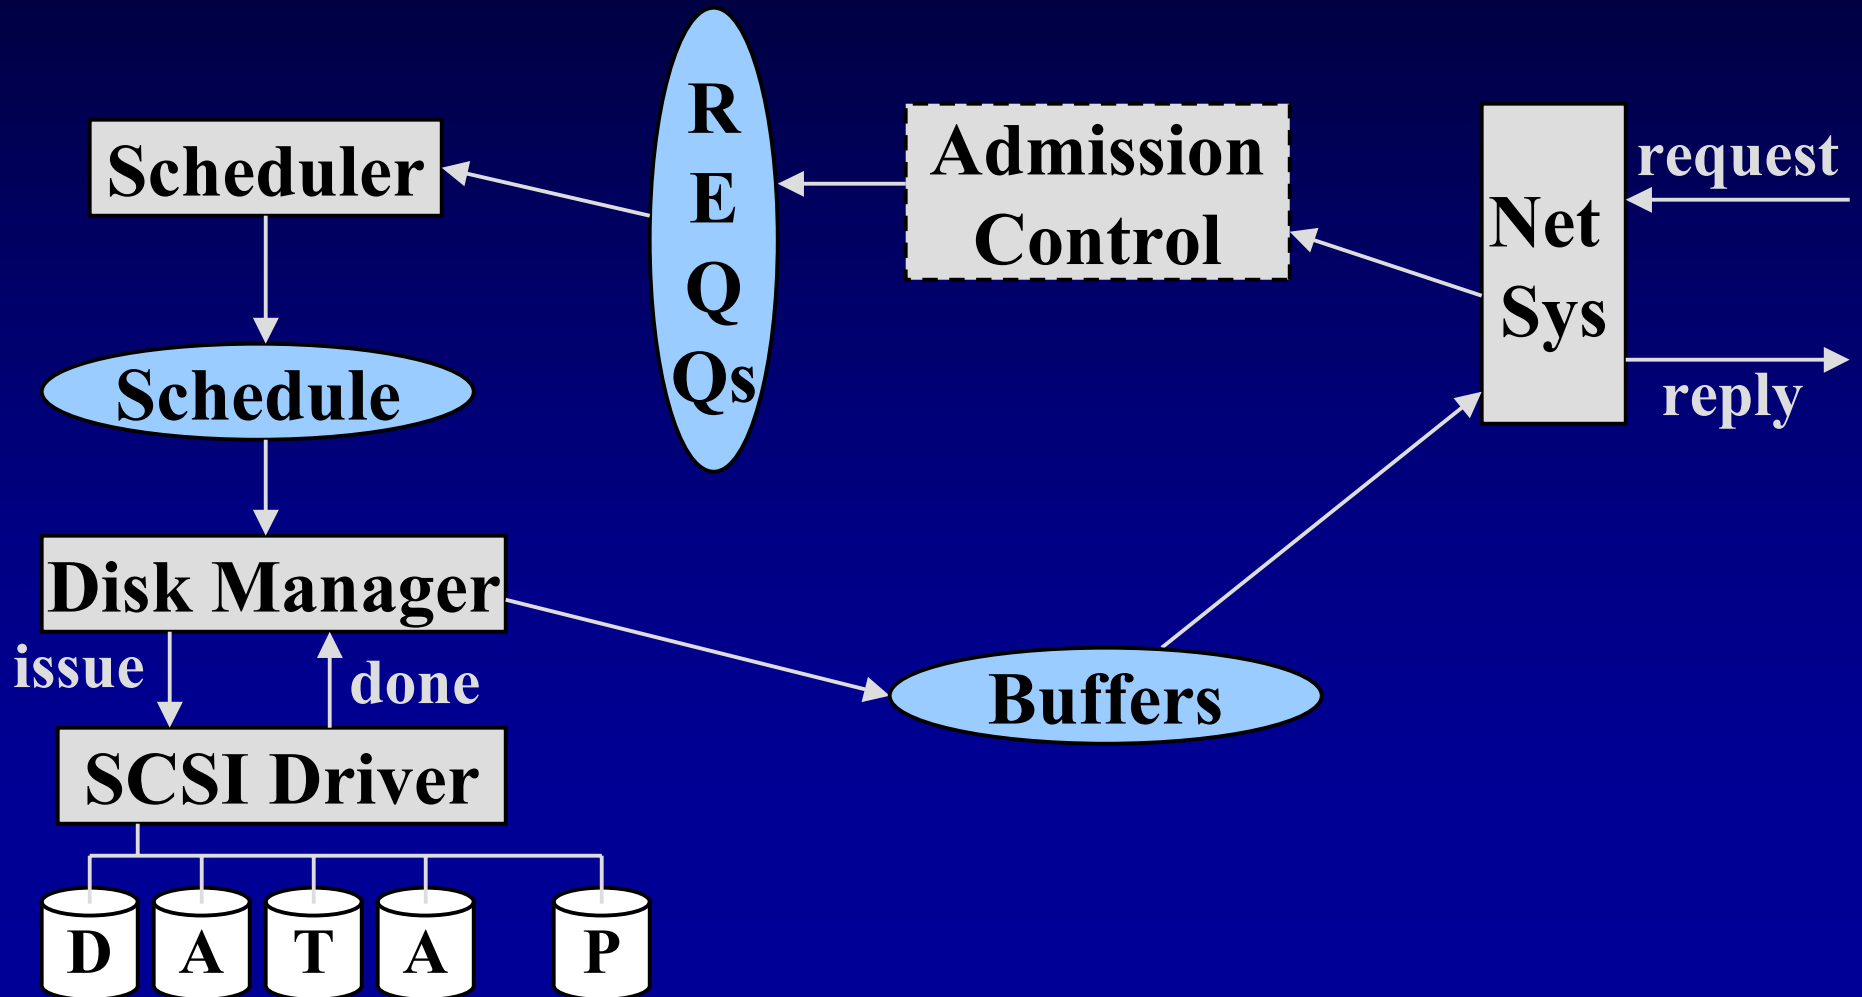 Scheduler
R
E
Q
Qs
Admission
Control
Net
Sys
request
reply
Schedule
Disk Manager
issue
done
SCSI Driver
Buffers
D A T A P